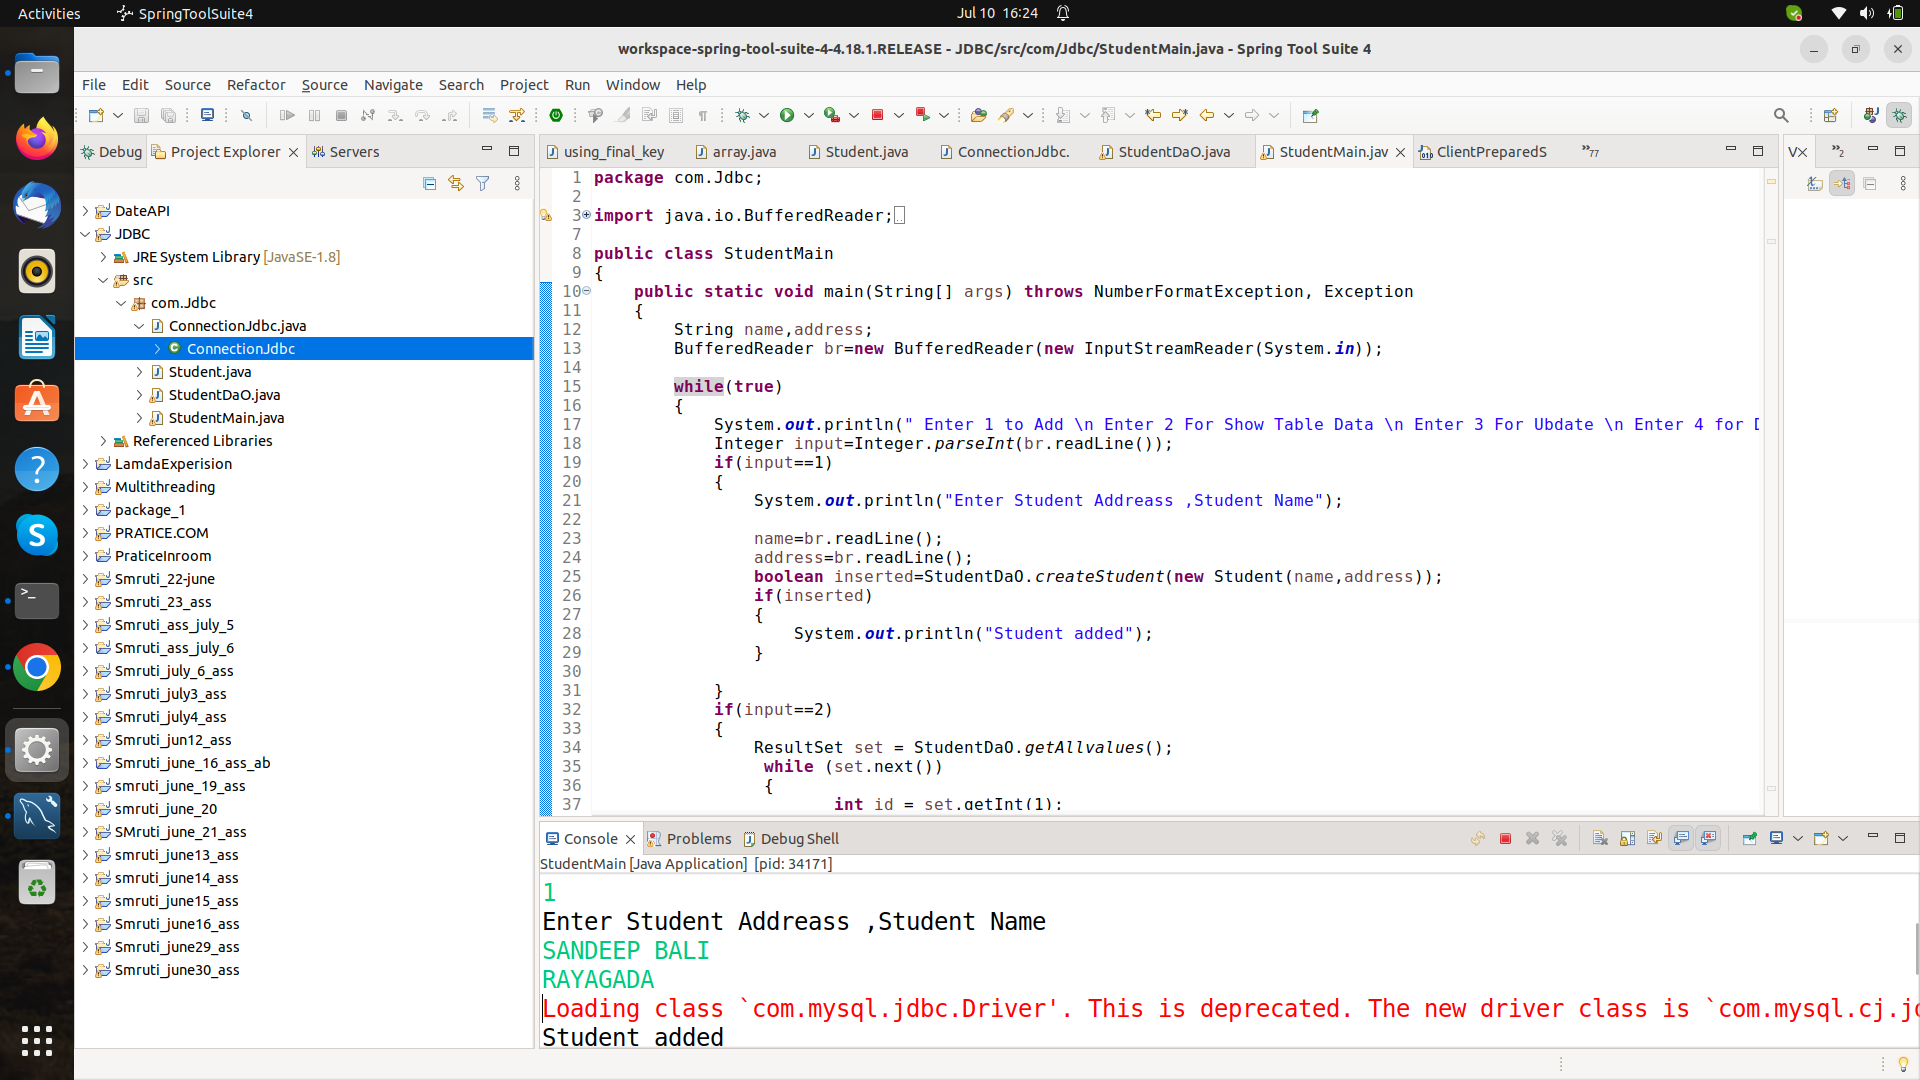 Activities
SpringToolSuite4
Jul 10 16:24
workspace-spring-tool-suite-4-4.18.1.RELEASE - JDBC/src/com/Jdbc/StudentMain.java - Spring Tool Suite 4
File Edit Source Refactor Source Navigate Search Project Run Window Help
Debug Project Explorer Servers
using_final_key array.java Student.java ConnectionJdbc. StudentDaO.java StudentMain.jav ClientPreparedS »77
»2
DateAPI
JDBC
JRE System Library [JavaSE-1.8]
src
com.Jdbc
ConnectionJdbc.java
ConnectionJdbc
Student.java
StudentDaO.java
StudentMain.java
Referenced Libraries
LamdaExperision
Multithreading
package_1
PRATICE.COM
PraticeInroom
Smruti_22-june
Smruti_23_ass
Smruti_ass_july_5
Smruti_ass_july_6
Smruti_july_6_ass
Smruti_july3_ass
Smruti_july4_ass
Smruti_jun12_ass
Smruti_june_16_ass_ab
smruti_june_19_ass
smruti_june_20
SMruti_june_21_ass
smruti_june13_ass
smruti_june14_ass
smruti_june15_ass
Smruti_june16_ass
Smruti_june29_ass
Smruti_june30_ass
1 package com.Jdbc;
2
3 import java.io.BufferedReader;
7
8 public class StudentMain
9 {
10 public static void main(String[] args) throws NumberFormatException, Exception
11 {
12 String name,address;
13 BufferedReader br=new BufferedReader(new InputStreamReader(System.in));
14
15 while(true)
16 {
17 System.out.println(" Enter 1 to Add \n Enter 2 For Show Table Data \n Enter 3 For Ubdate \n Enter 4 for D
18 Integer input=Integer.parseInt(br.readLine());
19 if(input==1)
20 {
21 System.out.println("Enter Student Addreass ,Student Name");
22
23 name=br.readLine();
24 address=br.readLine();
25 boolean inserted=StudentDaO.createStudent(new Student(name,address));
26 if(inserted)
27 {
28 System.out.println("Student added");
29 }
30
31 }
32 if(input==2)
33 {
34 ResultSet set = StudentDaO.getAllvalues();
35 while (set.next())
36 {
37 int id = set.getInt(1);
Console Problems Debug Shell
StudentMain [Java Application] [pid: 34171]
1
Enter Student Addreass ,Student Name
SANDEEP BALI
RAYAGADA
Loading class `com.mysql.jdbc.Driver'. This is deprecated. The new driver class is `com.mysql.cj.jd
Student added